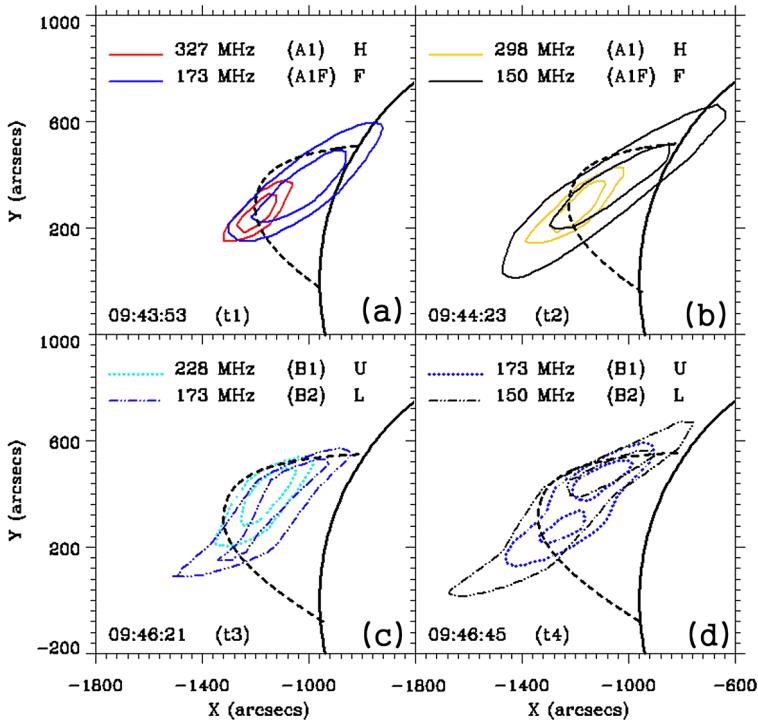 1000
327 MHz (A1) H
173 MHz (A1F) F
298 MHz (A1) H
150 MHz (A1F) F
600
Y (arcsecs)
200
09:43:53 (t1) (a)
09:44:23 (t2) (b)
1000
228 MHz (B1) U
173 MHz (B2) L
173 MHz (B1) U
150 MHz (B2) L
600
Y (arcsecs)
200
09:46:21 (t3) (c)
09:46:45 (t4) (d)
-200
-1800 -1400 -1000 -1800 -1400 -1000 -600
X (arcsecs) X (arcsecs)